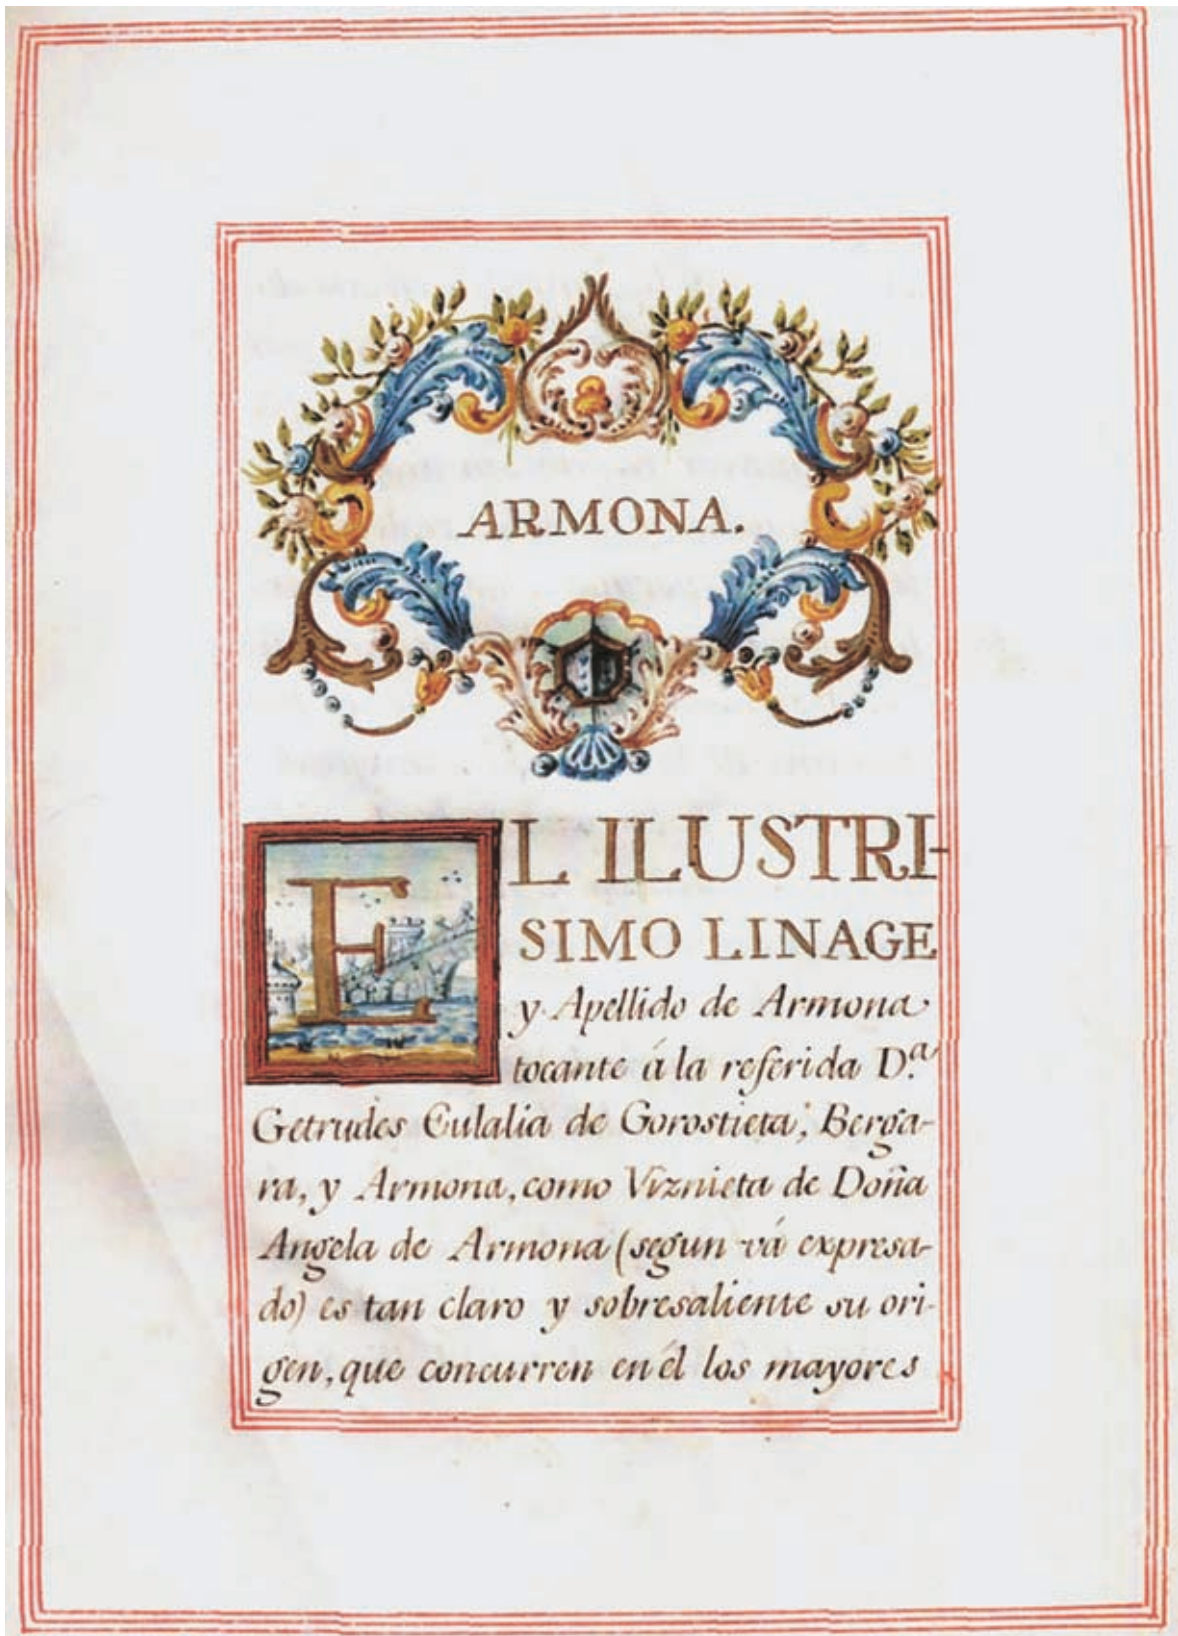 ARMONA.
EL ILUSTRI-
SIMO LINAGE
y Apellido de Armona
tocante á la referida D.ª
Getrudes Eulalia de Gorostieta, Berga-
ra, y Armona, como Viznieta de Doña
Angela de Armona (segun vá expresa-
do) es tan claro y sobresaliente su ori-
gen, que concurren en él los mayores